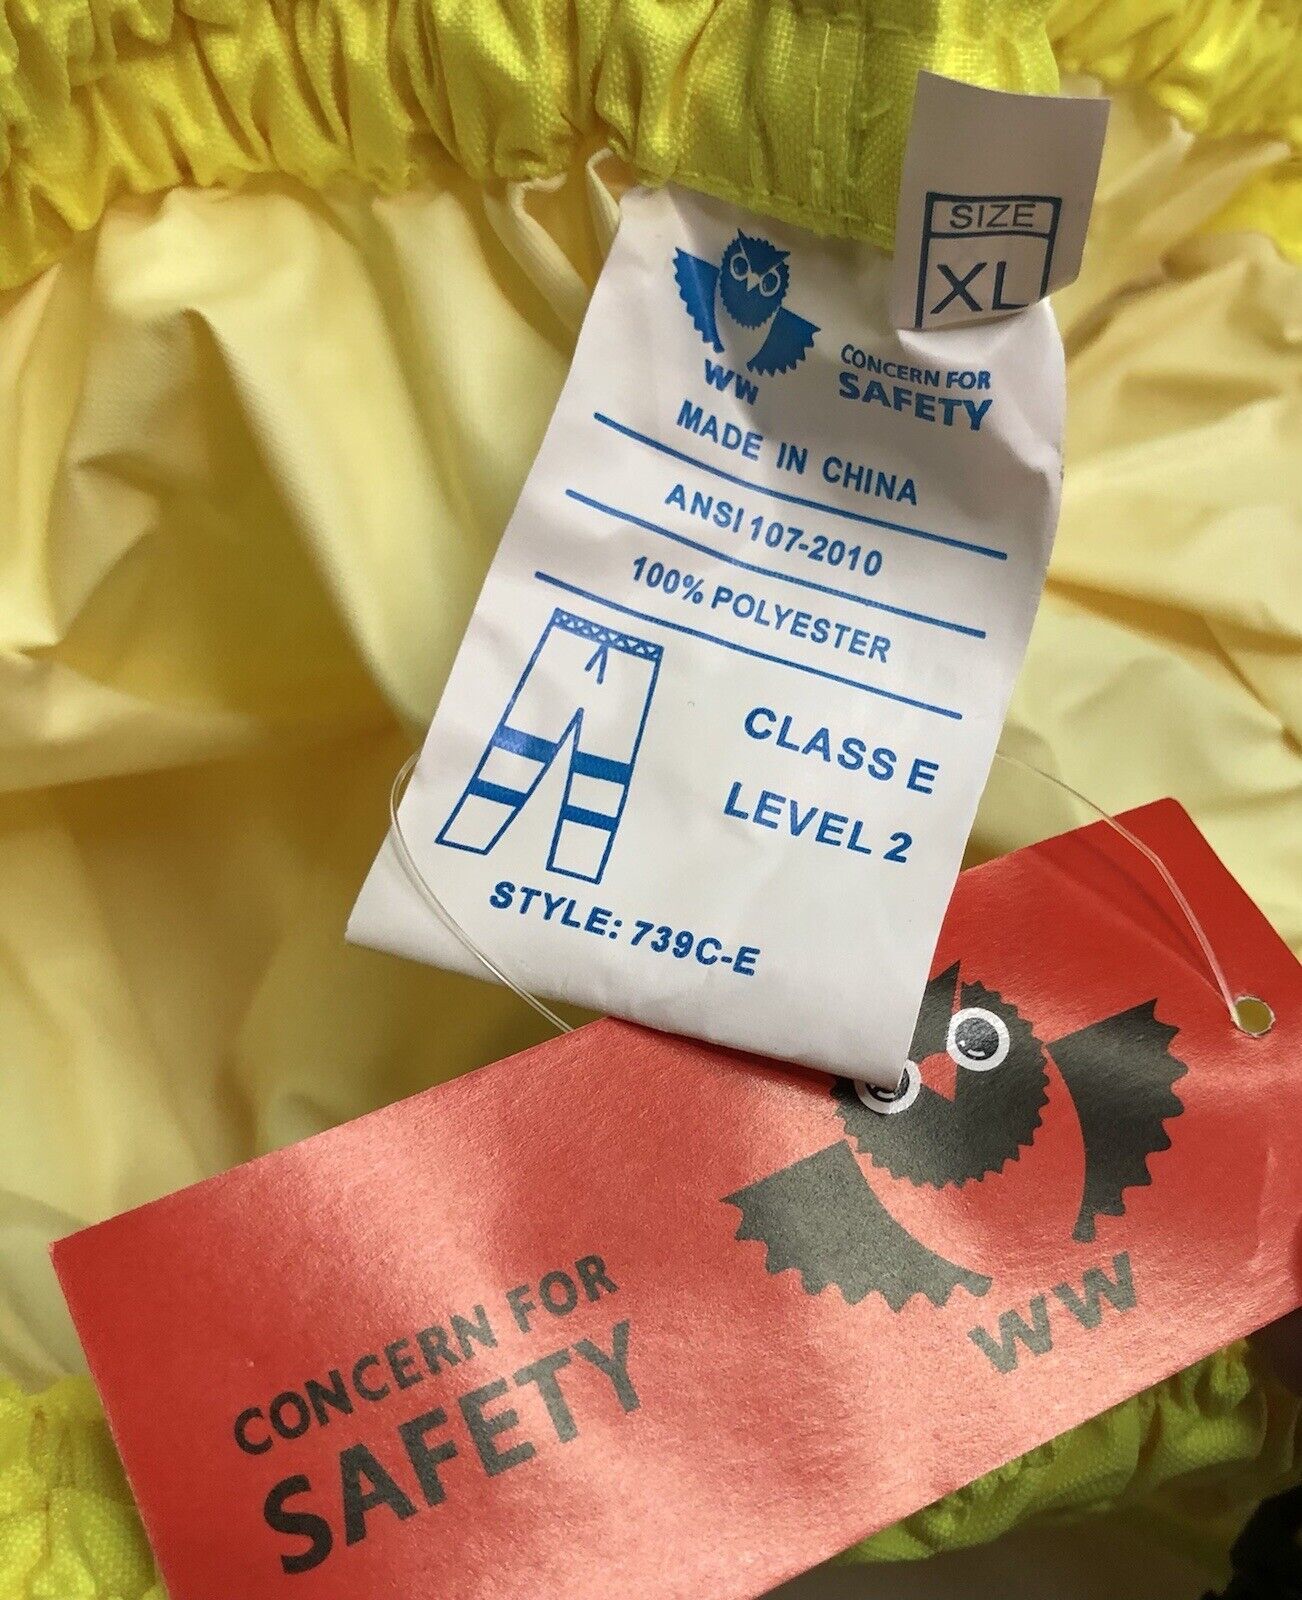 SIZE
XL
WW
CONCERN FOR
SAFETY
MADE IN CHINA
ANSI 107-2010
100% POLYESTER
CLASS E
LEVEL 2
STYLE: 739C-E
WW
CONCERN FOR
SAFETY